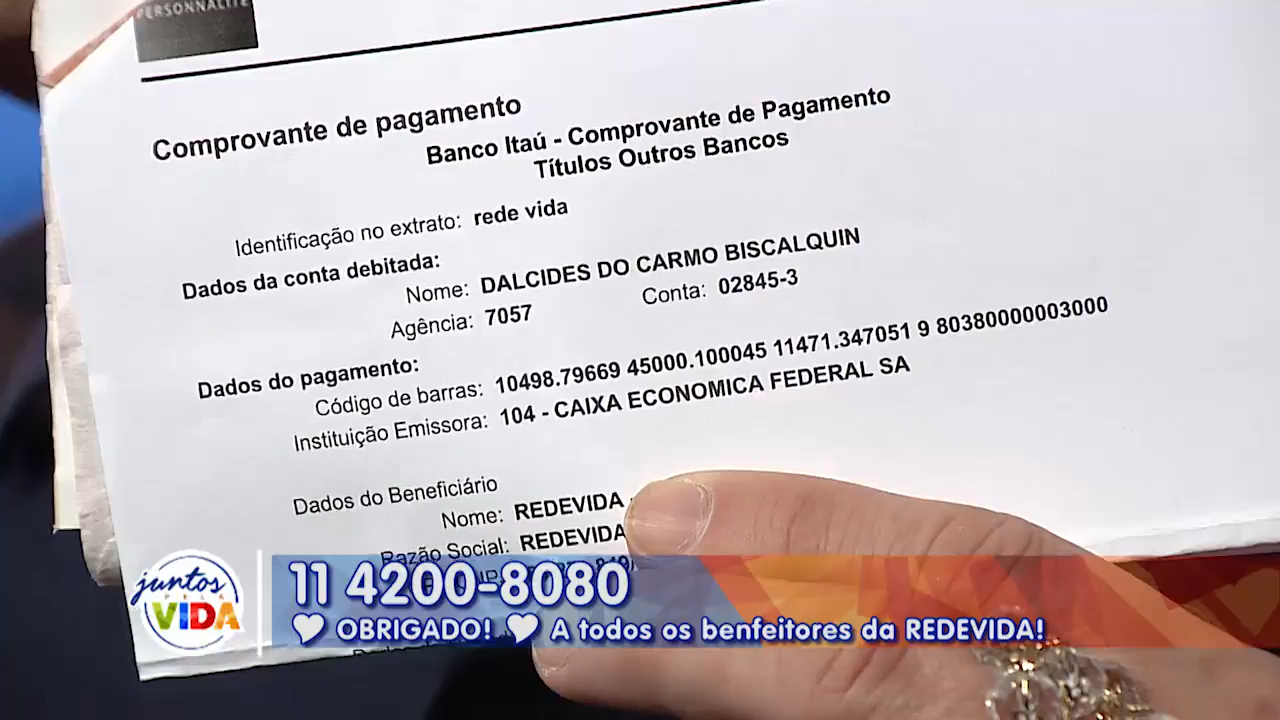 PERSONNALITÉ
Comprovante de pagamento
Banco Itaú - Comprovante de Pagamento
Títulos Outros Bancos
Identificação no extrato: rede vida
Dados da conta debitada:
Nome: DALCIDES DO CARMO BISCALQUIN
Agência: 7057 Conta: 02845-3
Dados do pagamento:
Código de barras: 10498.79669 45000.100045 11471.347051 9 80380000003000
Instituição Emissora: 104 - CAIXA ECONOMICA FEDERAL SA
Dados do Beneficiário
Nome: REDEVIDA
Razão Social: REDEVIDA
juntos
PELA
VIDA
11 4200-8080
OBRIGADO! A todos os benfeitores da REDEVIDA!